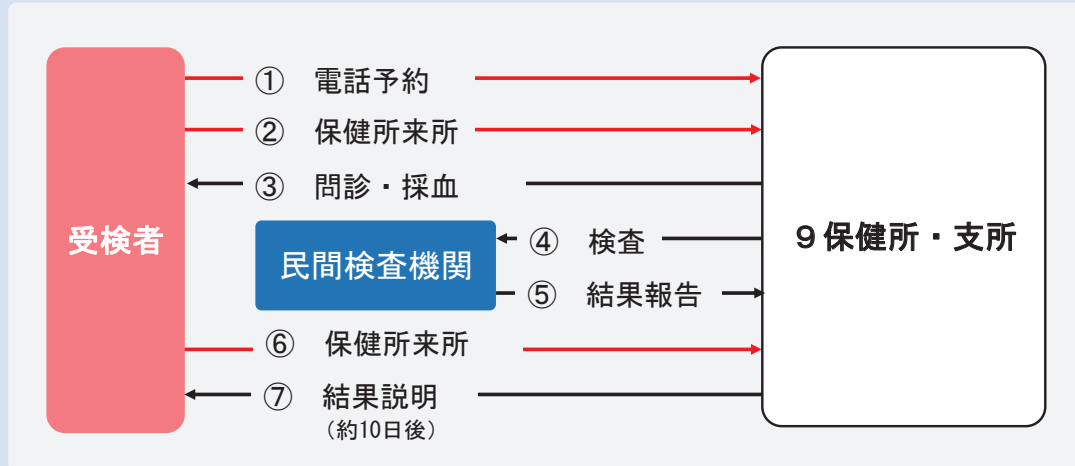 ① 電話予約
② 保健所来所
③ 問診・採血
受検者
民間検査機関
④ 検査
9保健所・支所
⑤ 結果報告
⑥ 保健所来所
⑦ 結果説明
(約10日後)